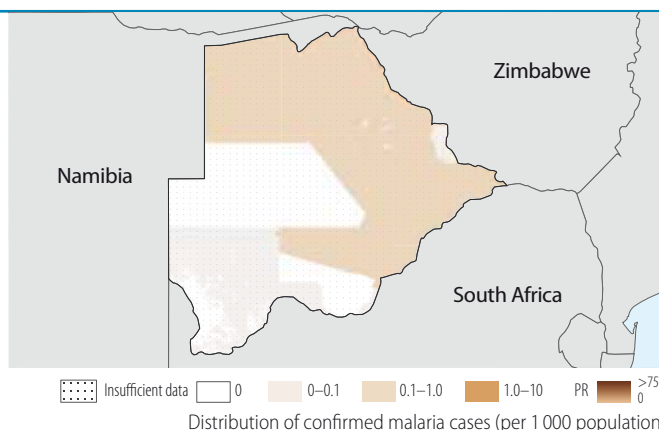 Zimbabwe
Namibia
South Africa
Insufficient data 0 0–0.1 0.1–1.0 1.0–10 PR >75
0
Distribution of confirmed malaria cases (per 1 000 population